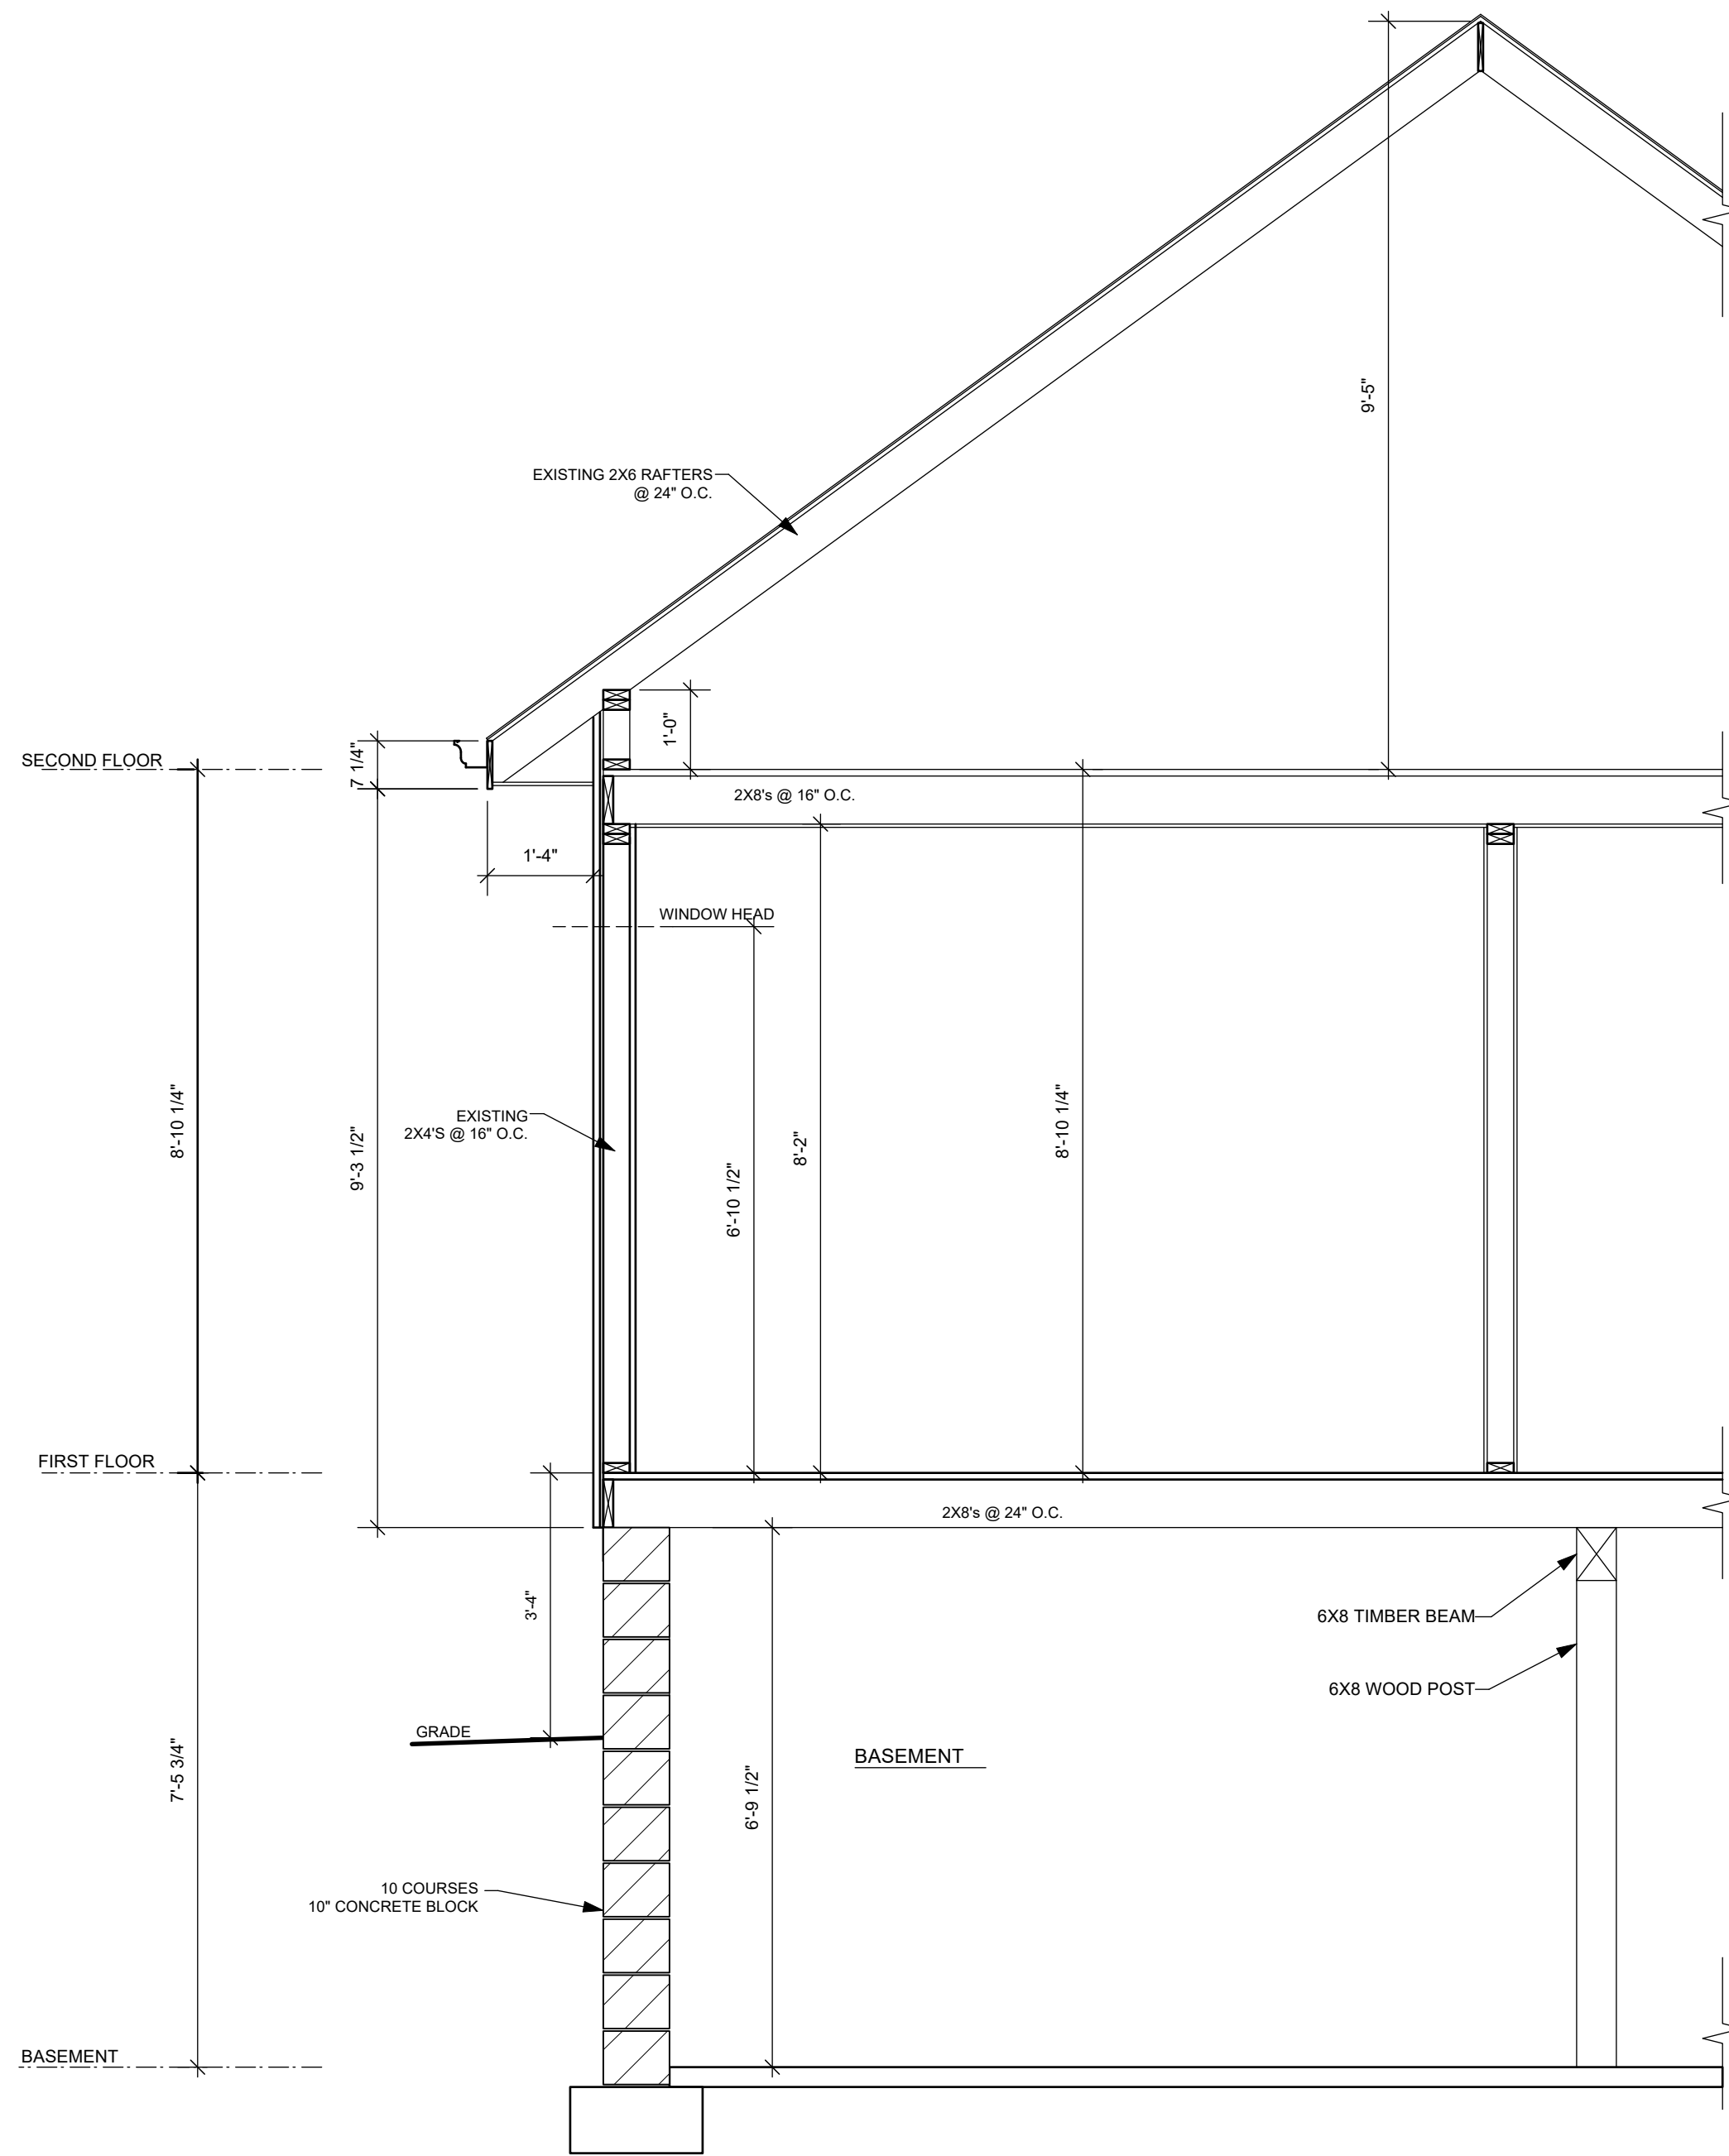 9'-5"
EXISTING 2X6 RAFTERS
@ 24" O.C.
1'-0"
7 1/4"
SECOND FLOOR
2X8's @ 16" O.C.
1'-4"
WINDOW HEAD
8'-10 1/4"
9'-3 1/2"
EXISTING
2X4'S @ 16" O.C.
6'-10 1/2"
8'-2"
8'-10 1/4"
FIRST FLOOR
2X8's @ 24" O.C.
3'-4"
6X8 TIMBER BEAM
6X8 WOOD POST
GRADE
BASEMENT
7'-5 3/4"
6'-9 1/2"
10 COURSES
10" CONCRETE BLOCK
BASEMENT